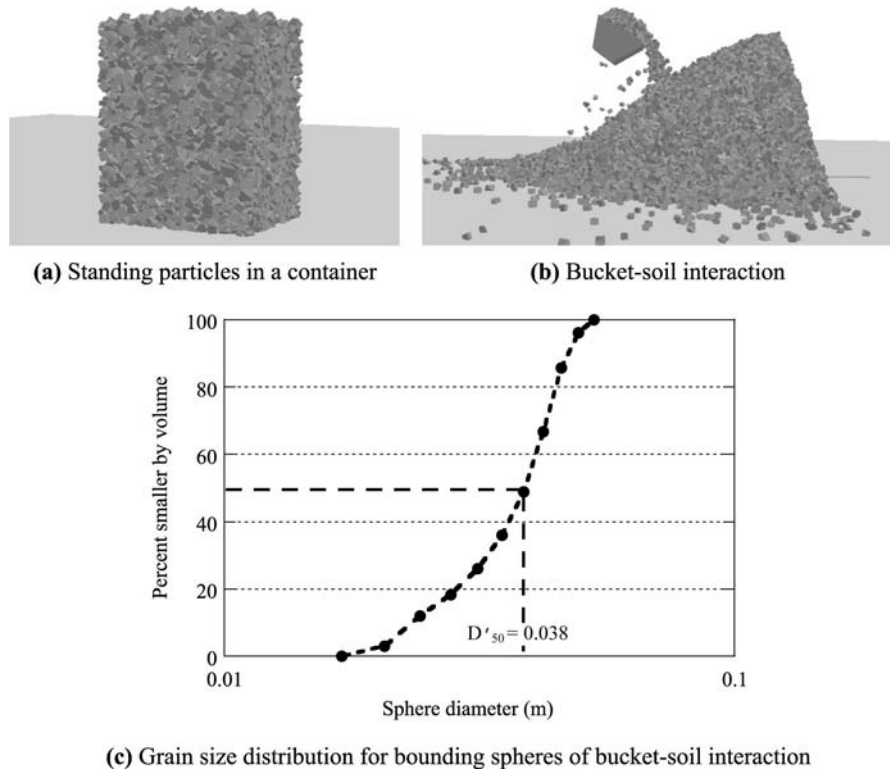 (a) Standing particles in a container
(b) Bucket-soil interaction
100
80
60
40
20
0
Percent smaller by volume
D′50 = 0.038
0.01
0.1
Sphere diameter (m)
(c) Grain size distribution for bounding spheres of bucket-soil interaction